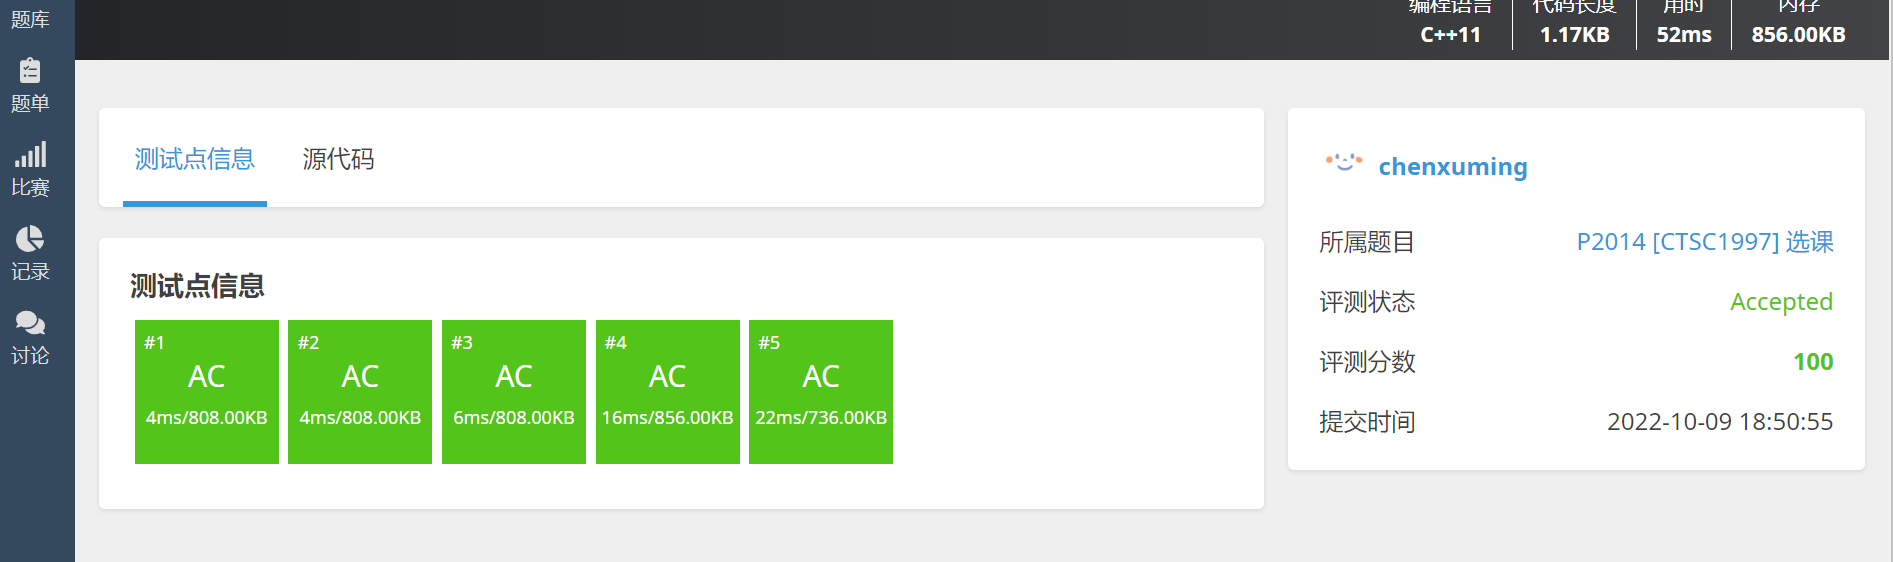 题库
题单
比赛
记录
讨论
编程语言
C++11
代码长度
1.17KB
用时
52ms
内存
856.00KB
测试点信息
源代码
测试点信息
#1
AC
4ms/808.00KB
#2
AC
4ms/808.00KB
#3
AC
6ms/808.00KB
#4
AC
16ms/856.00KB
#5
AC
22ms/736.00KB
chenxuming
所属题目 P2014 [CTSC1997] 选课
评测状态 Accepted
评测分数 100
提交时间 2022-10-09 18:50:55